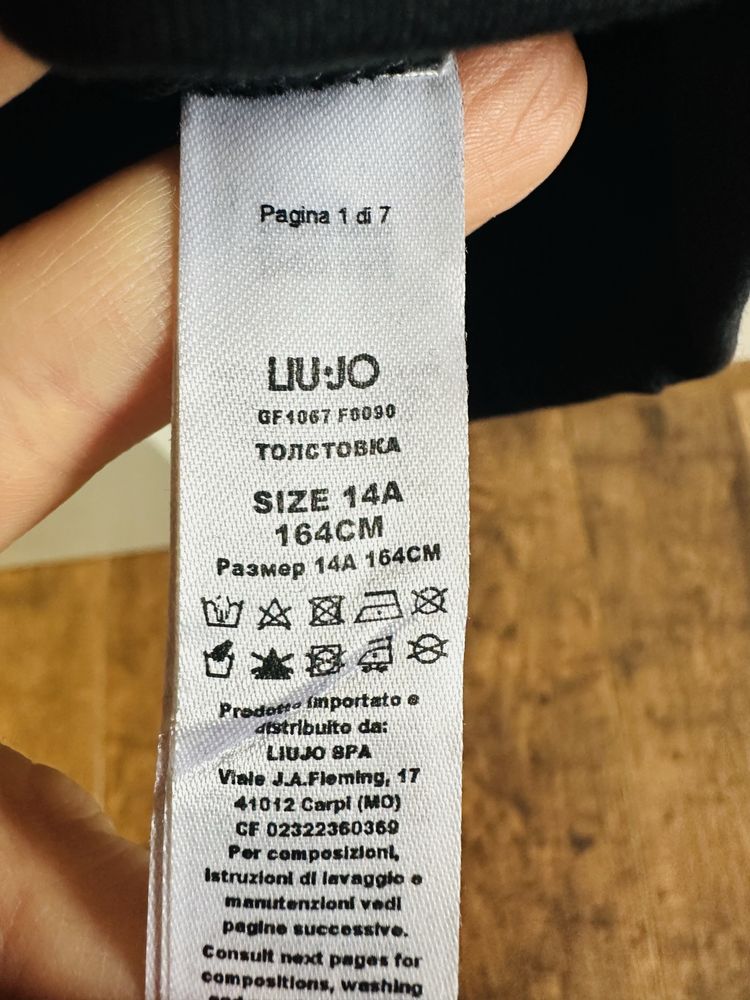 Pagina 1 di 7
LIU·JO
GF4067 F0090
ТОЛСТОВКА
SIZE 14A
164CM
Размер 14A 164CM
Prodotto importato e
distribuito da:
LIUJO SPA
Viale J.A.Fleming, 17
41012 Carpi (MO)
CF 02322360369
Per composizioni,
istruzioni di lavaggio e
manutenzioni vedi
pagine successive.
Consult next pages for
compositions, washing